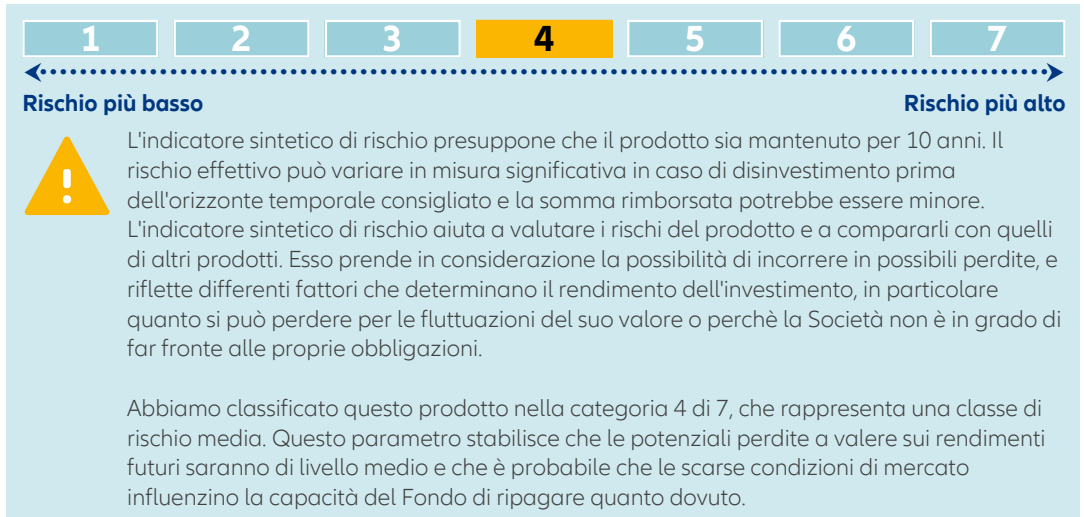 1 2 3 4 5 6 7
Rischio più basso Rischio più alto
L'indicatore sintetico di rischio presuppone che il prodotto sia mantenuto per 10 anni. Il
rischio effettivo può variare in misura significativa in caso di disinvestimento prima
dell'orizzonte temporale consigliato e la somma rimborsata potrebbe essere minore.
L'indicatore sintetico di rischio aiuta a valutare i rischi del prodotto e a compararli con quelli
di altri prodotti. Esso prende in considerazione la possibilità di incorrere in possibili perdite, e
riflette differenti fattori che determinano il rendimento dell'investimento, in particolare
quanto si può perdere per le fluttuazioni del suo valore o perchè la Società non è in grado di
far fronte alle proprie obbligazioni.
Abbiamo classificato questo prodotto nella categoria 4 di 7, che rappresenta una classe di
rischio media. Questo parametro stabilisce che le potenziali perdite a valere sui rendimenti
futuri saranno di livello medio e che è probabile che le scarse condizioni di mercato
influenzino la capacità del Fondo di ripagare quanto dovuto.